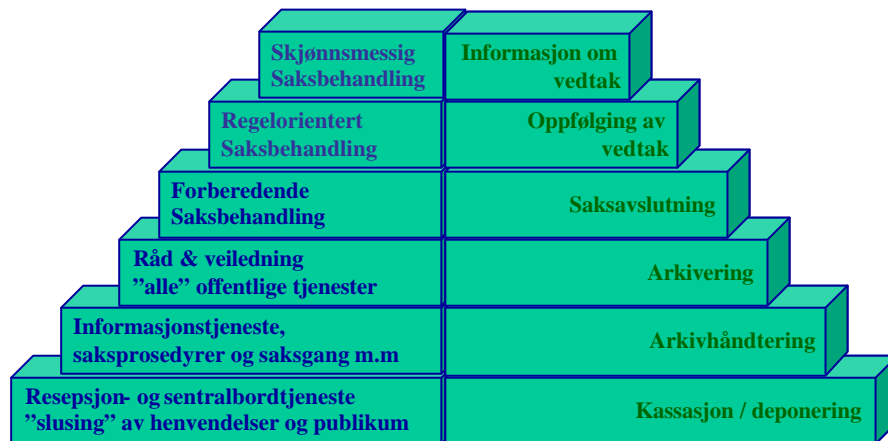 Skjønnsmessig
Saksbehandling
Informasjon om
vedtak
Regelorientert
Saksbehandling
Oppfølging av
vedtak
Forberedende
Saksbehandling
Saksavslutning
Råd & veiledning
”alle” offentlige tjenester
Arkivering
Informasjonstjeneste,
saksprosedyrer og saksgang m.m
Arkivhåndtering
Resepsjon- og sentralbordtjeneste
”slusing” av henvendelser og publikum
Kassasjon / deponering